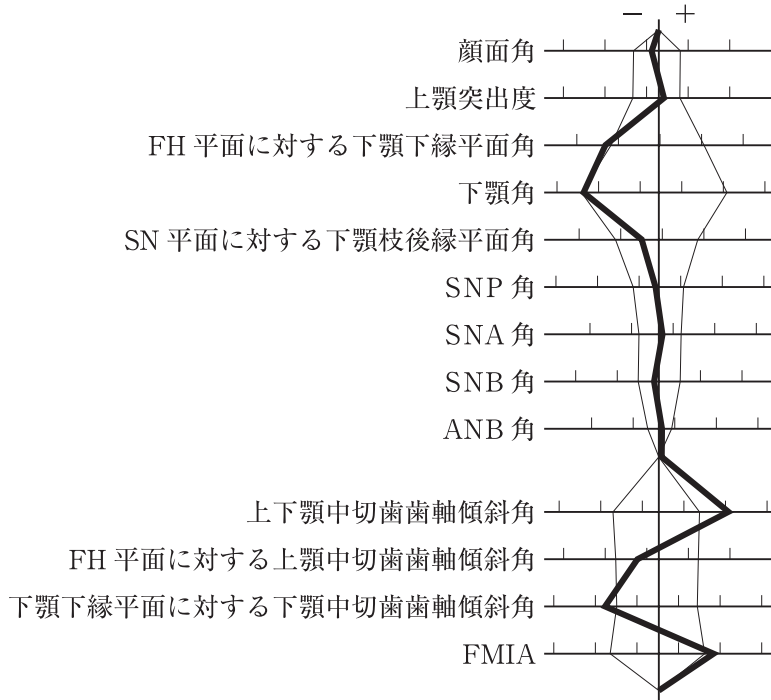 − +
顔面角
上顎突出度
FH 平面に対する下顎下縁平面角
下顎角
SN 平面に対する下顎枝後縁平面角
SNP 角
SNA 角
SNB 角
ANB 角
上下顎中切歯歯軸傾斜角
FH 平面に対する上顎中切歯歯軸傾斜角
下顎下縁平面に対する下顎中切歯歯軸傾斜角
FMIA